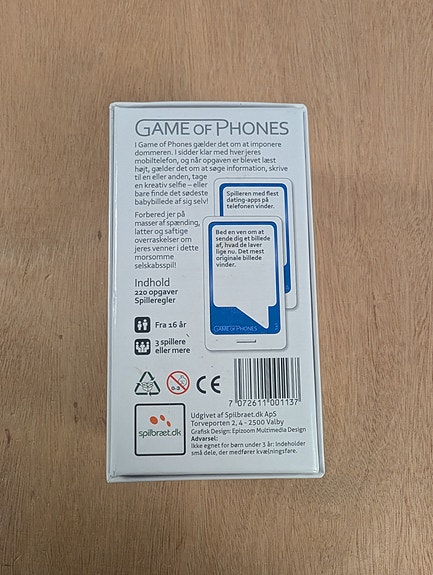 GAME OF PHONES
I Game of Phones gælder det om at imponere
dommeren. I sidder klar med hver jeres
mobiltelefon, og når opgaven er blevet læst
højt, gælder det om at søge information, skrive
til en eller anden, tage
en kreativ selfie – eller
bare finde det sødeste
babybillede af sig selv!
Forbered jer på
masser af spænding,
latter og saftige
overraskelser om
jeres venner i dette
morsomme
selskabsspil!
Spilleren med flest
dating-apps på
telefonen vinder.
Bed en ven om at
sende dig et billede
af, hvad de laver
lige nu. Det mest
originale billede
vinder.
GAME OF PHONES
Indhold
220 opgaver
Spilleregler
Fra 16 år
3 spillere
eller mere
0-3
CE
7 072611 001137
spilbræt.dk
Udgivet af Spilbræt.dk ApS
Torveporten 2, 4 - 2500 Valby
Grafisk Design: Epizoom Multimedia Design
Advarsel:
Ikke egnet for børn under 3 år: Indeholder
små dele, der medfører kvælningsfare.